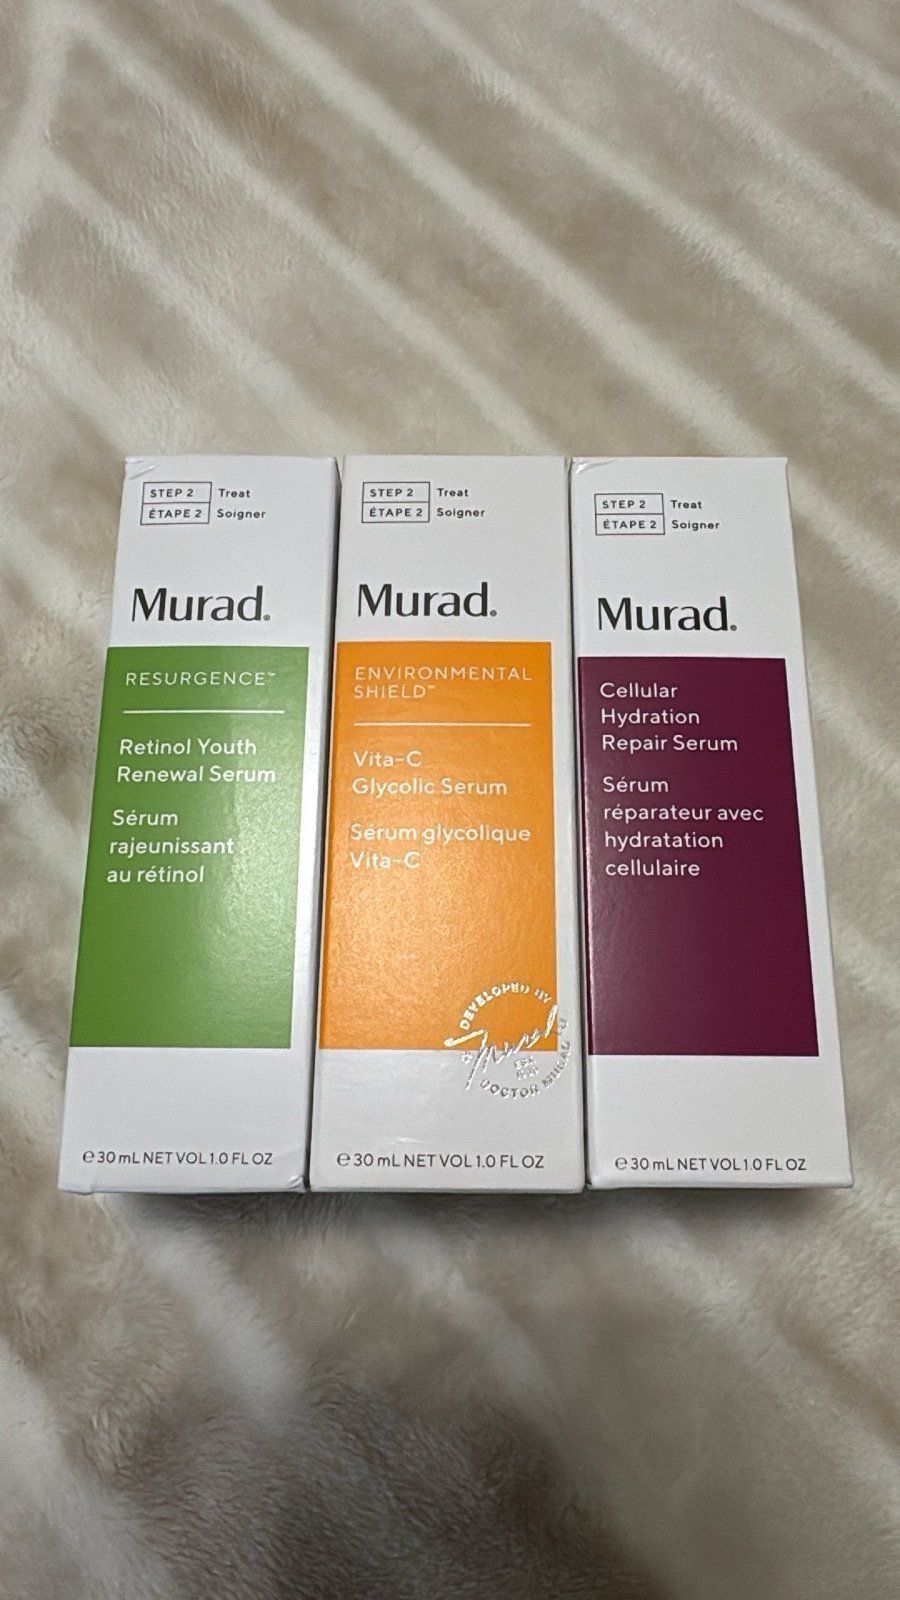 STEP 2 Treat
ÉTAPE 2 Soigner
Murad.
RESURGENCE™
Retinol Youth
Renewal Serum
Sérum
rajeunissant
au rétinol
℮ 30 mL NET VOL 1.0 FL OZ
STEP 2 Treat
ÉTAPE 2 Soigner
Murad.
ENVIRONMENTAL
SHIELD™
Vita-C
Glycolic Serum
Sérum glycolique
Vita-C
DEVELOPED BY
Murad
DOCTOR MURAD
℮ 30 mL NET VOL 1.0 FL OZ
STEP 2 Treat
ÉTAPE 2 Soigner
Murad.
Cellular
Hydration
Repair Serum
Sérum
réparateur avec
hydratation
cellulaire
℮ 30 mL NET VOL 1.0 FL OZ